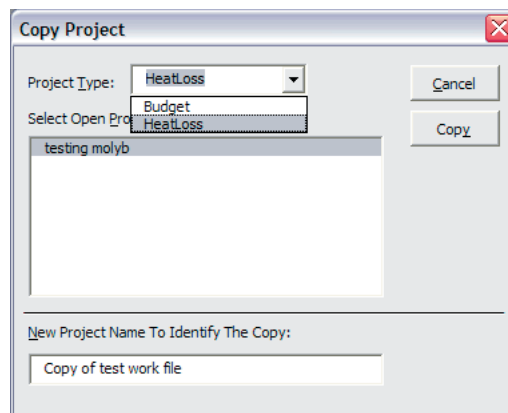 Copy Project
Project Type: HeatLoss
Cancel
Budget
Select Open Pro
HeatLoss
Copy
testing molyb
New Project Name To Identify The Copy:
Copy of test work file